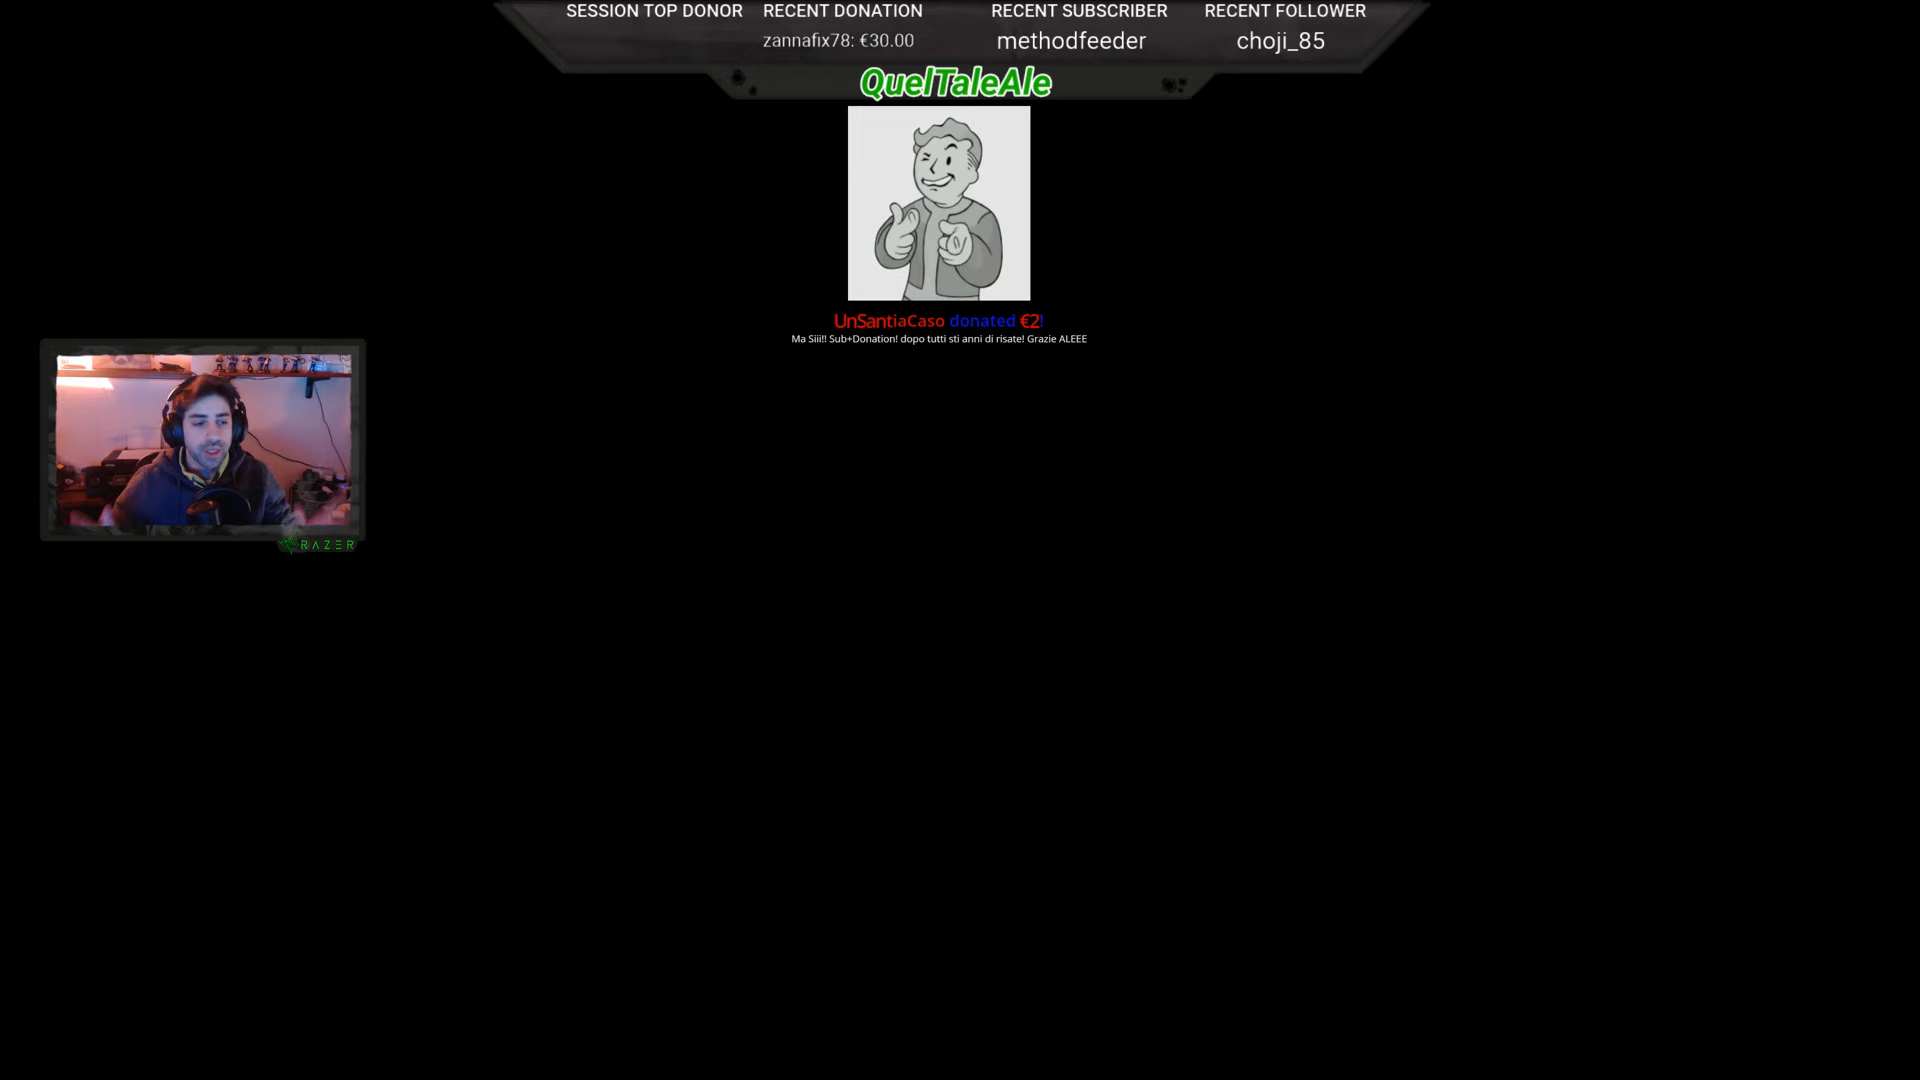 SESSION TOP DONOR RECENT DONATION RECENT SUBSCRIBER RECENT FOLLOWER
zannafix78: €30.00 methodfeeder choji_85
QuelTaleAle
UnSantiaCaso donated €2!
Ma Siii!! Sub+Donation! dopo tutti sti anni di risate! Grazie ALEEE
RAZER